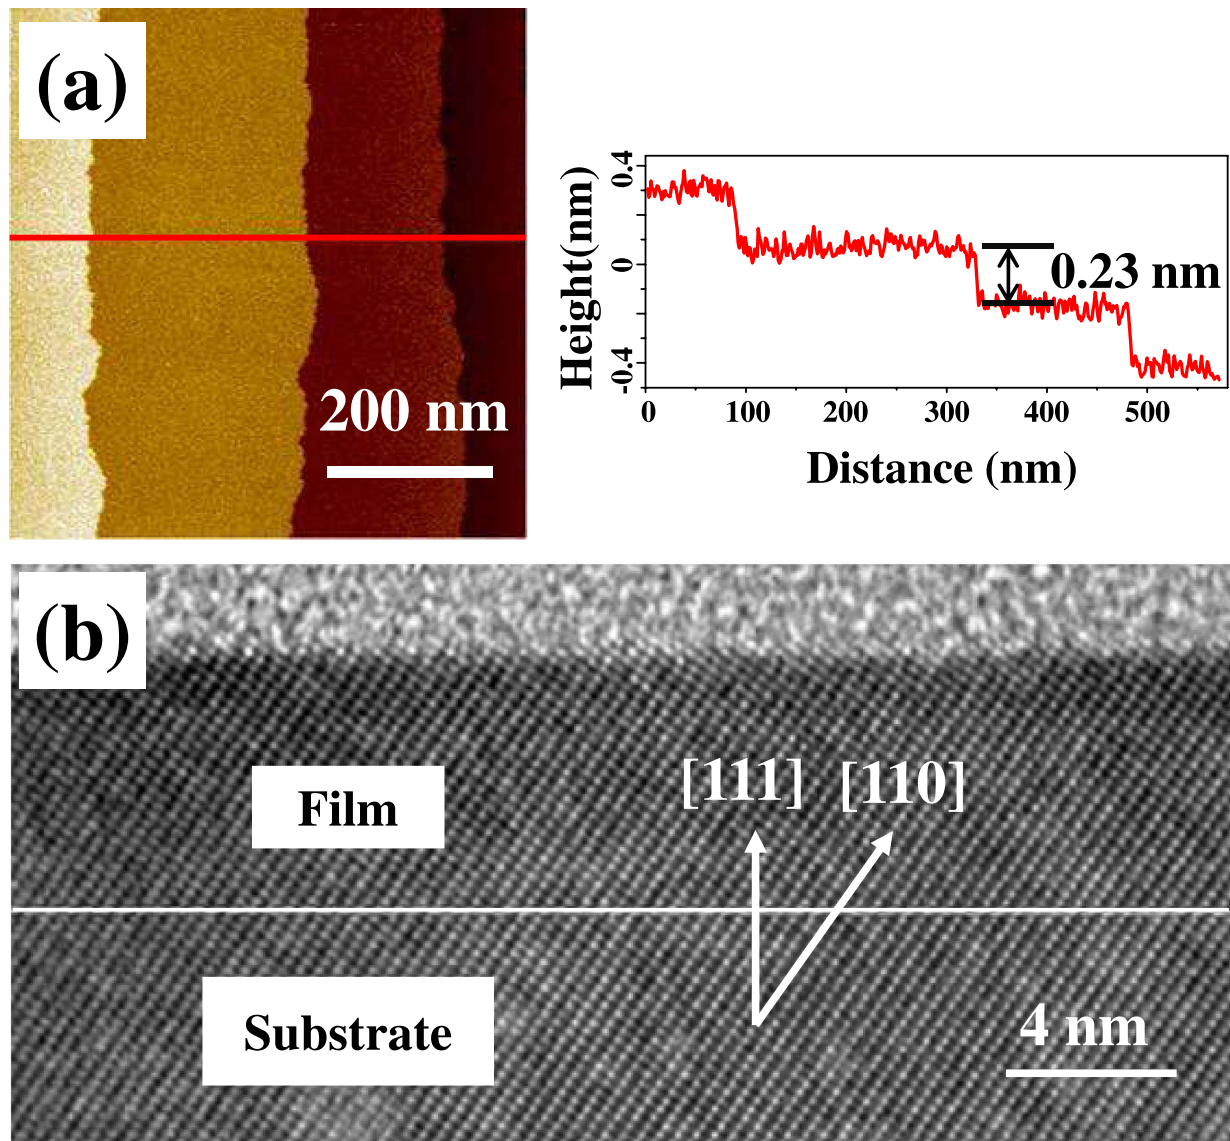 (a)
200 nm
0.4
0
-0.4
Height(nm)
0.23 nm
0 100 200 300 400 500
Distance (nm)
(b)
[111] [110]
Film
Substrate
4 nm